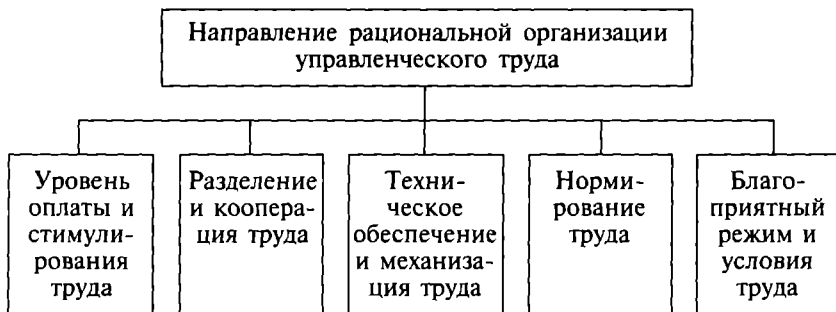 Направление рациональной организации
управленческого труда
Уровень
оплаты и
стимули-
рования
труда
Разделение
и коопера-
ция труда
Техни-
ческое
обеспечение
и механиза-
ция труда
Норми-
рование
труда
Благо-
приятный
режим и
условия
труда